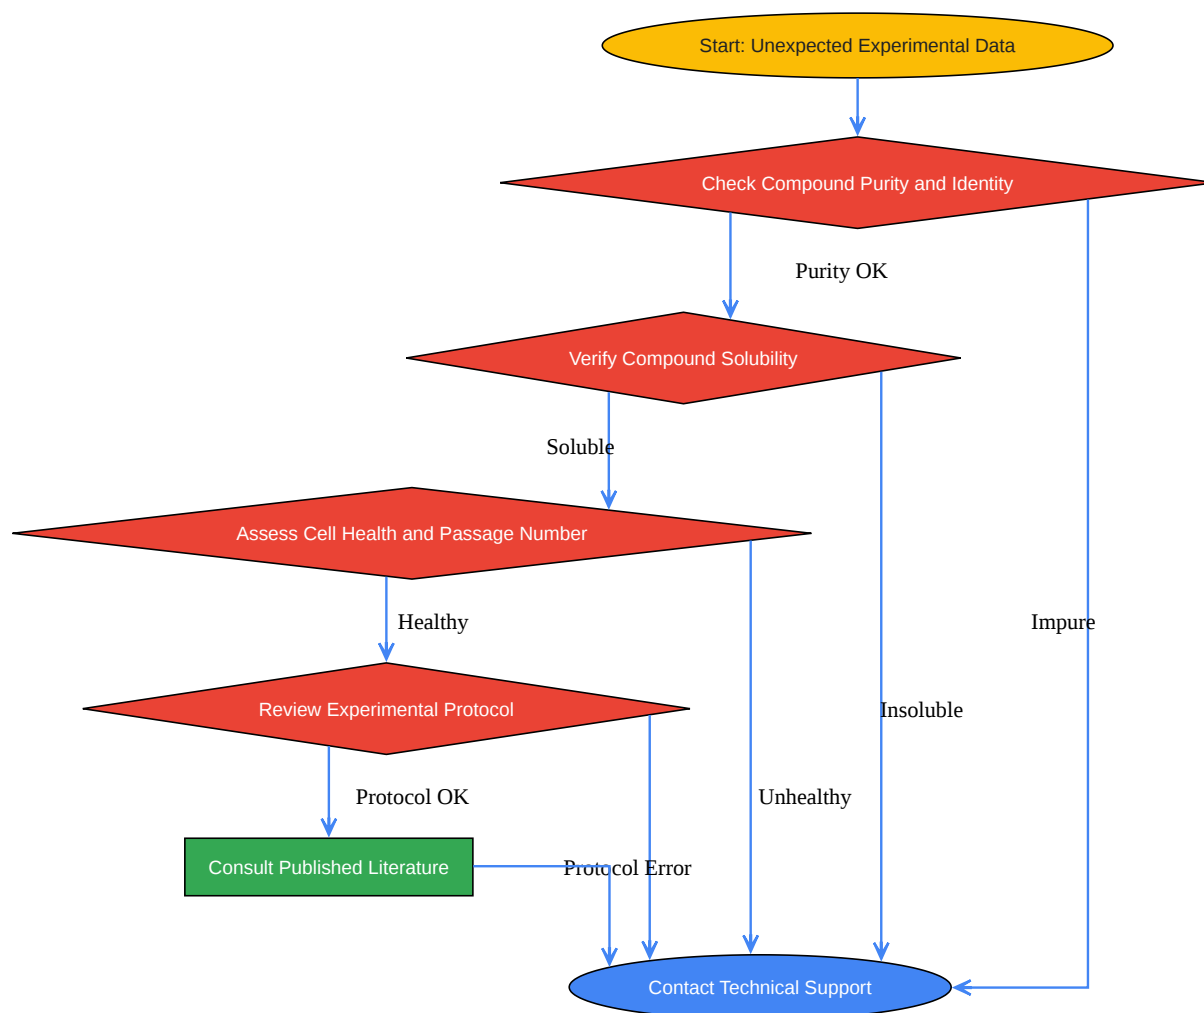 Start: Unexpected Experimental Data
Check Compound Purity and Identity
Purity OK
Verify Compound Solubility
Soluble
Assess Cell Health and Passage Number
Healthy
Impure
Review Experimental Protocol
Insoluble
Protocol OK
Unhealthy
Consult Published Literature
Protocol Error
Contact Technical Support